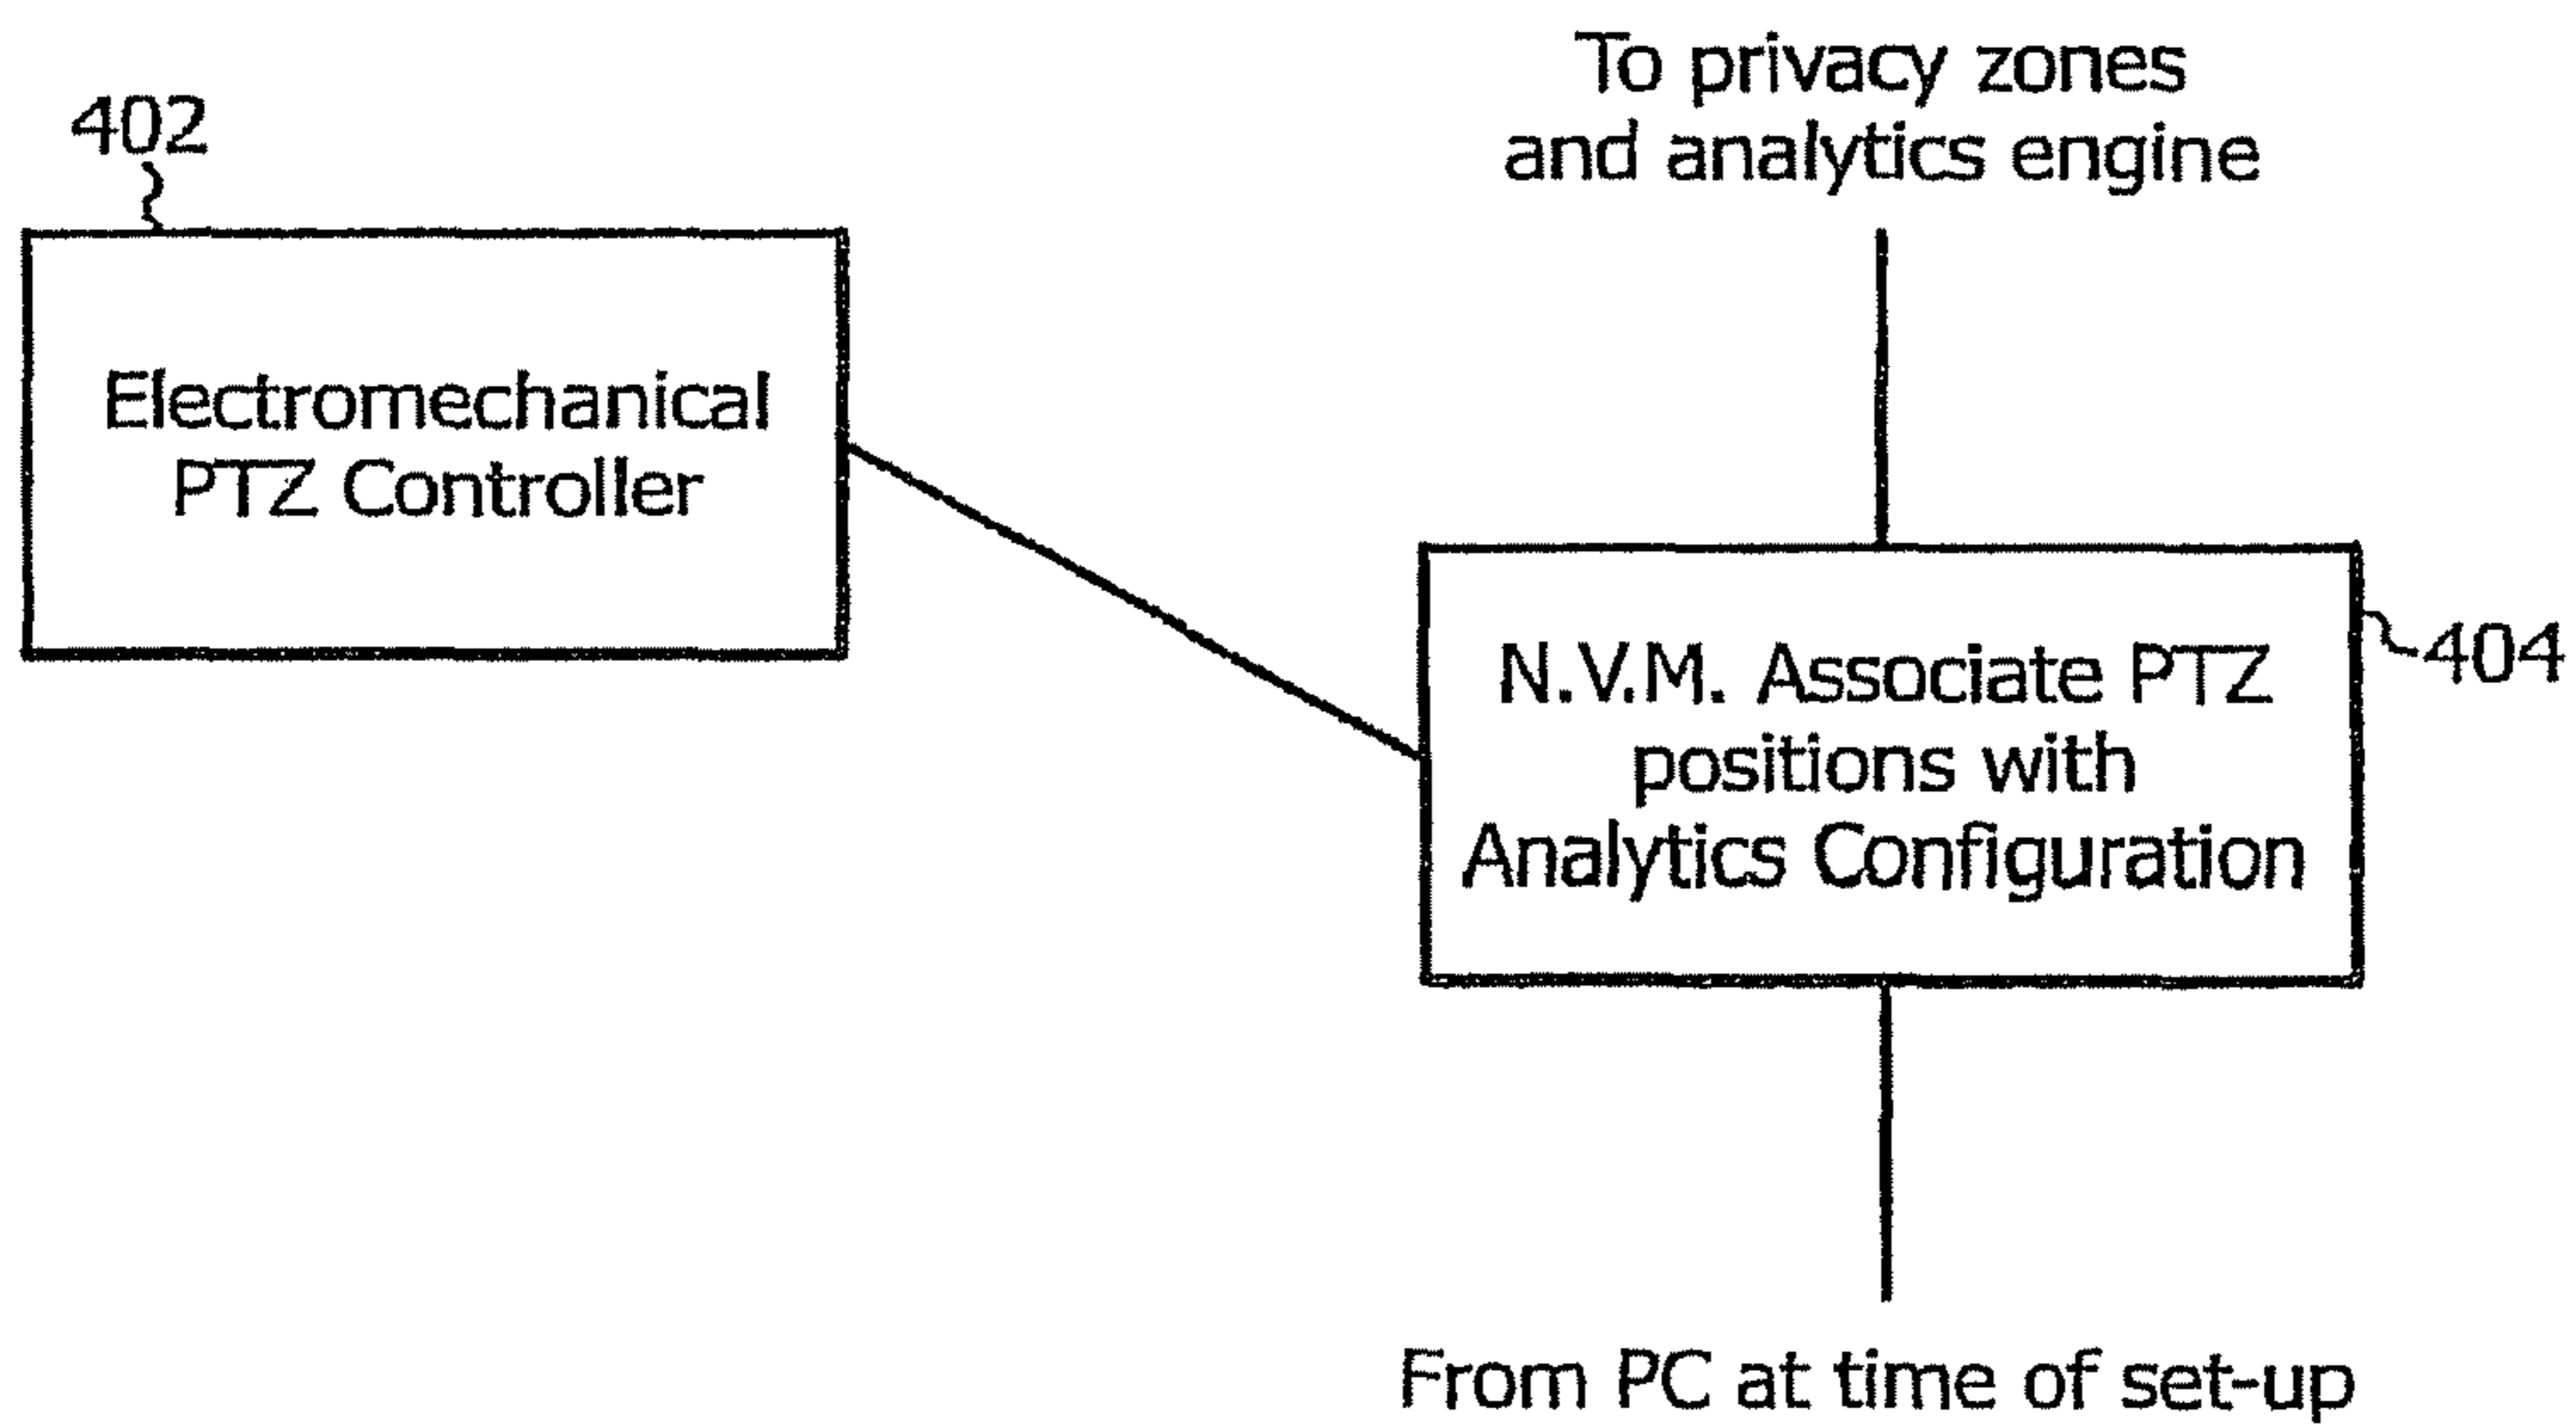 402
To privacy zones
and analytics engine
Electromechanical
PTZ Controller
N.V.M. Associate PTZ
positions with
Analytics Configuration
404
From PC at time of set-up